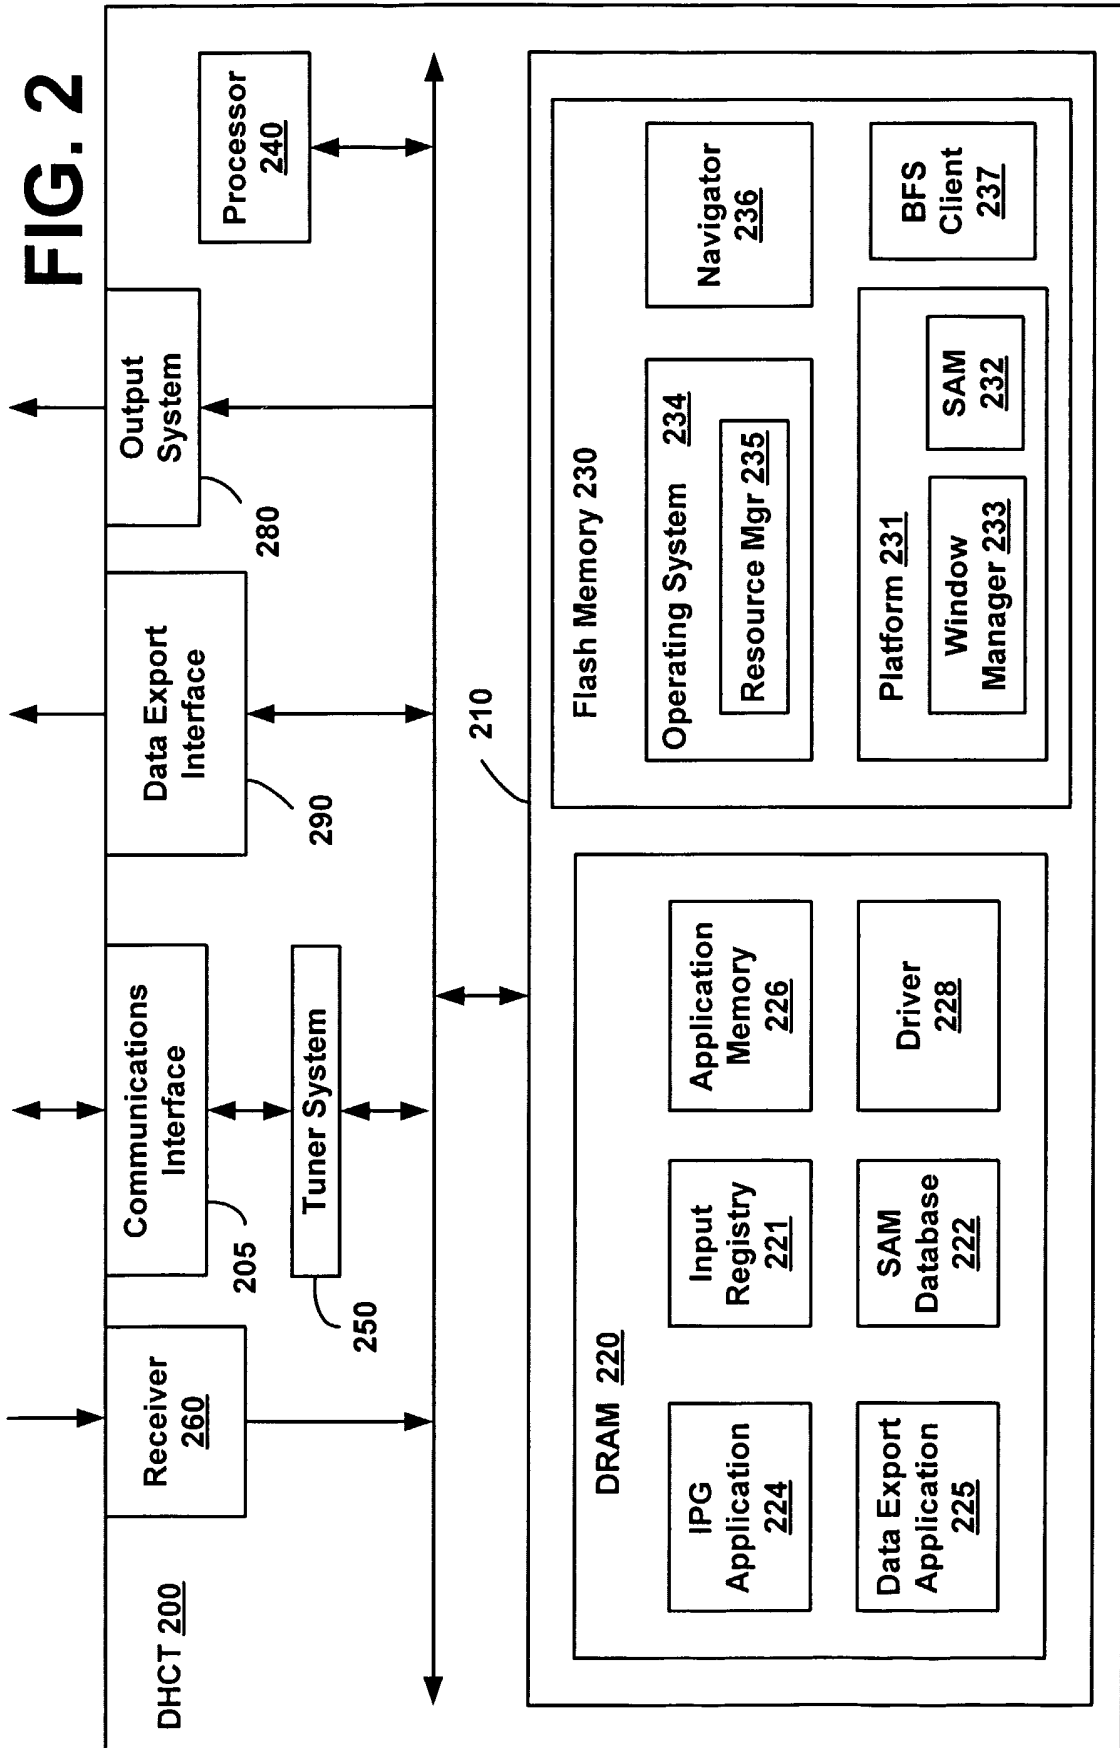 FIG. 2
DHCT 200
Receiver
260
Communications
Interface
205
Tuner System
250
Data Export
Interface
290
Output
System
280
Processor
240
210
DRAM 220
IPG
Application
224
Input
Registry
221
Application
Memory
226
Data Export
Application
225
SAM
Database
222
Driver
228
Flash Memory 230
Operating System 234
Resource Mgr 235
Navigator
236
Platform 231
Window
Manager 233
SAM
232
BFS
Client
237